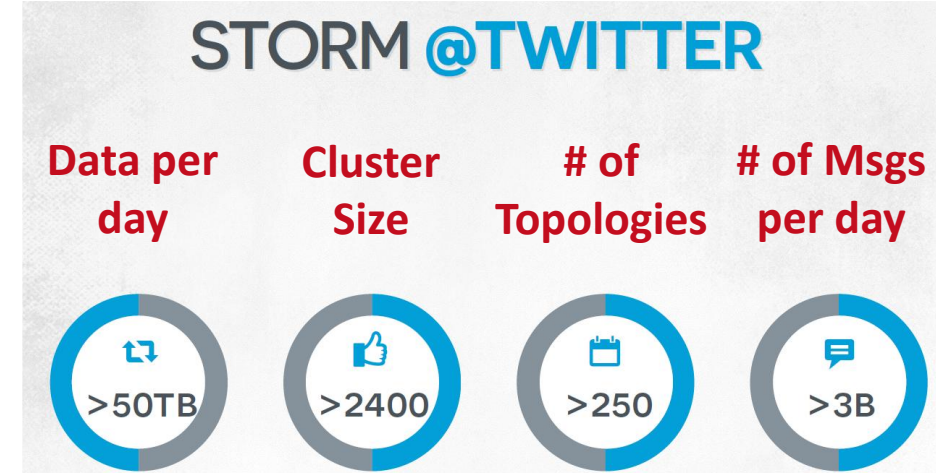 STORM @TWITTER
Data per day
Cluster Size
# of Topologies
# of Msgs per day
>50TB
>2400
>250
>3B